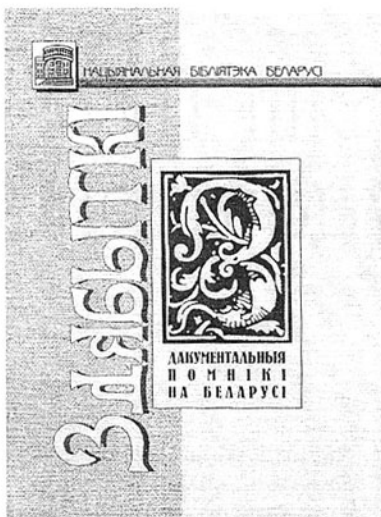 НАЦЫЯНАЛЬНАЯ БІБЛІЯТЭКА БЕЛАРУСІ
Здабыткі
З
ДАКУМЕНТАЛЬНЫЯ
ПОМНІКІ
НА БЕЛАРУСІ